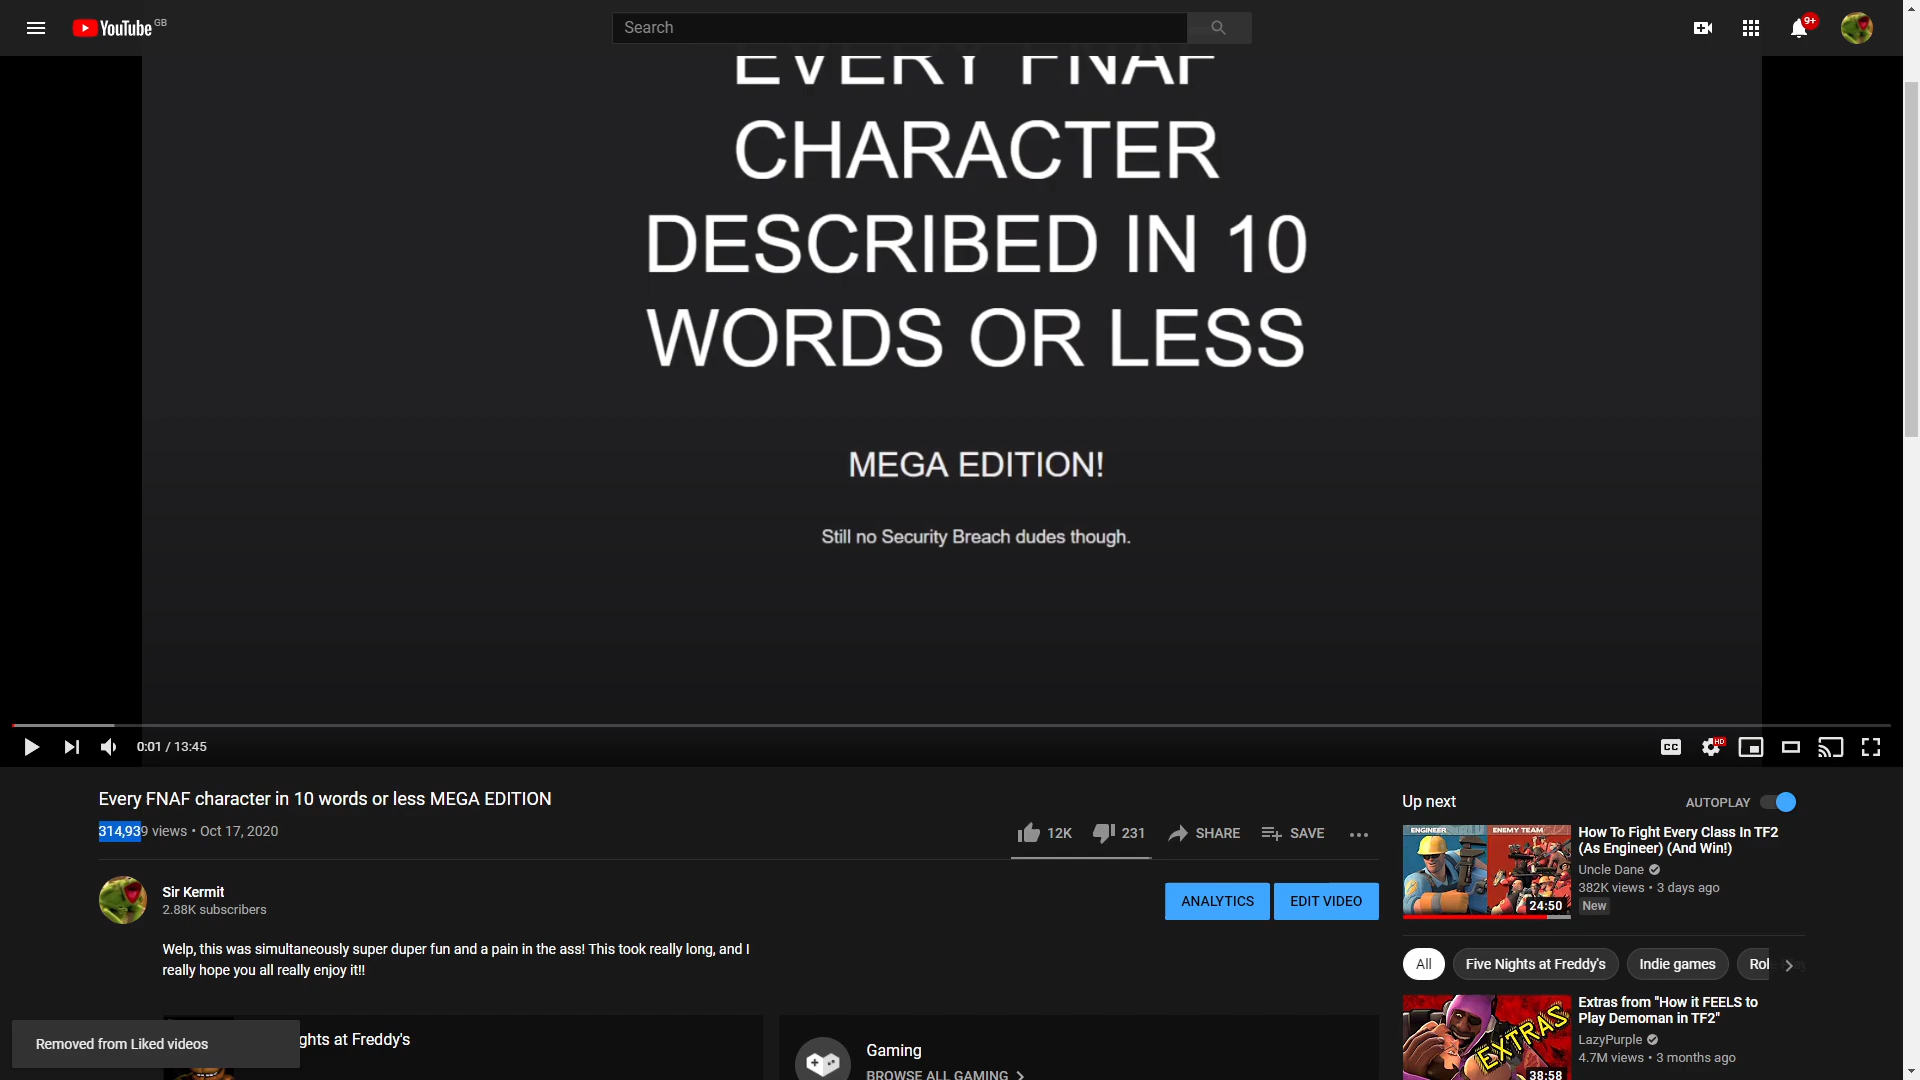 YouTube GB
Search
9+
EVERY FNAF
CHARACTER
DESCRIBED IN 10
WORDS OR LESS
MEGA EDITION!
Still no Security Breach dudes though.
0:01 / 13:45
CC
HD
Every FNAF character in 10 words or less MEGA EDITION
314,939 views • Oct 17, 2020
12K
231
SHARE
SAVE
Sir Kermit
2.88K subscribers
ANALYTICS
EDIT VIDEO
Welp, this was simultaneously super duper fun and a pain in the ass! This took really long, and I
really hope you all really enjoy it!!
Removed from Liked videos
ghts at Freddy's
Gaming
BROWSE ALL GAMING
Up next
AUTOPLAY
ENGINEER
ENEMY TEAM
24:50
How To Fight Every Class In TF2
(As Engineer) (And Win!)
Uncle Dane
382K views • 3 days ago
New
All
Five Nights at Freddy's
Indie games
Rol
EXTRAS
38:58
Extras from "How it FEELS to
Play Demoman in TF2"
LazyPurple
4.7M views • 3 months ago